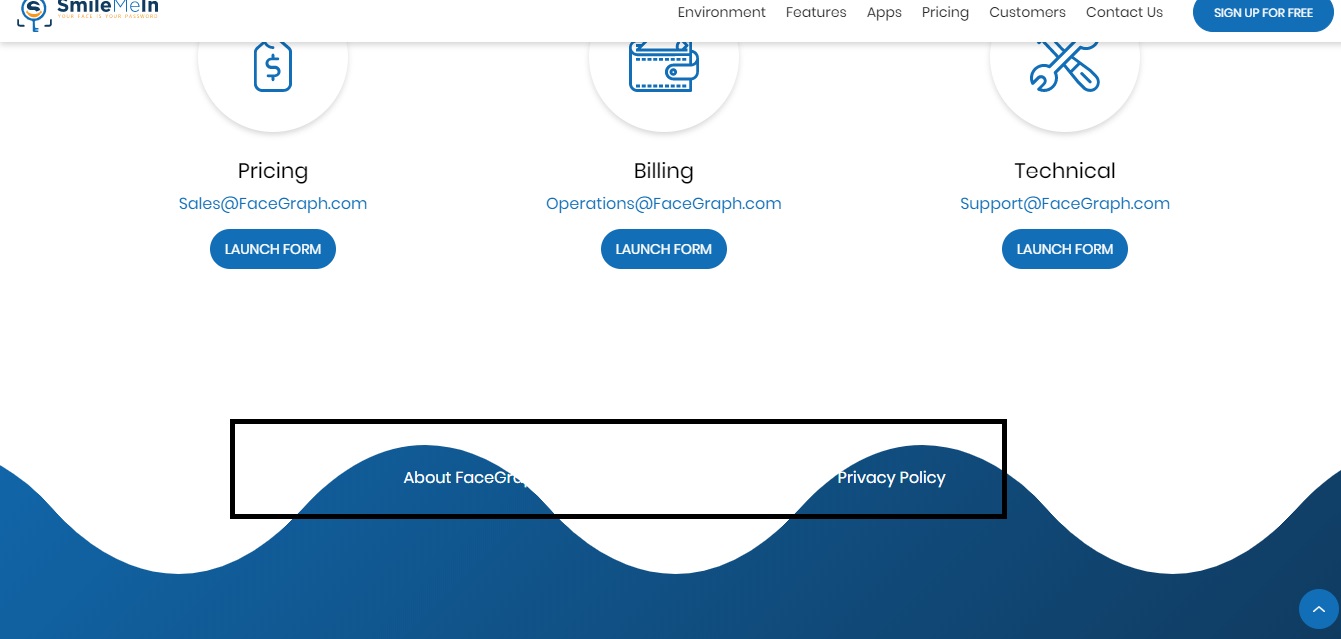 SmileMeIn
YOUR FACE IS YOUR PASSWORD
Environment Features Apps Pricing Customers Contact Us SIGN UP FOR FREE
Pricing Billing Technical
Sales@FaceGraph.com Operations@FaceGraph.com Support@FaceGraph.com
LAUNCH FORM LAUNCH FORM LAUNCH FORM
About Privacy Policy